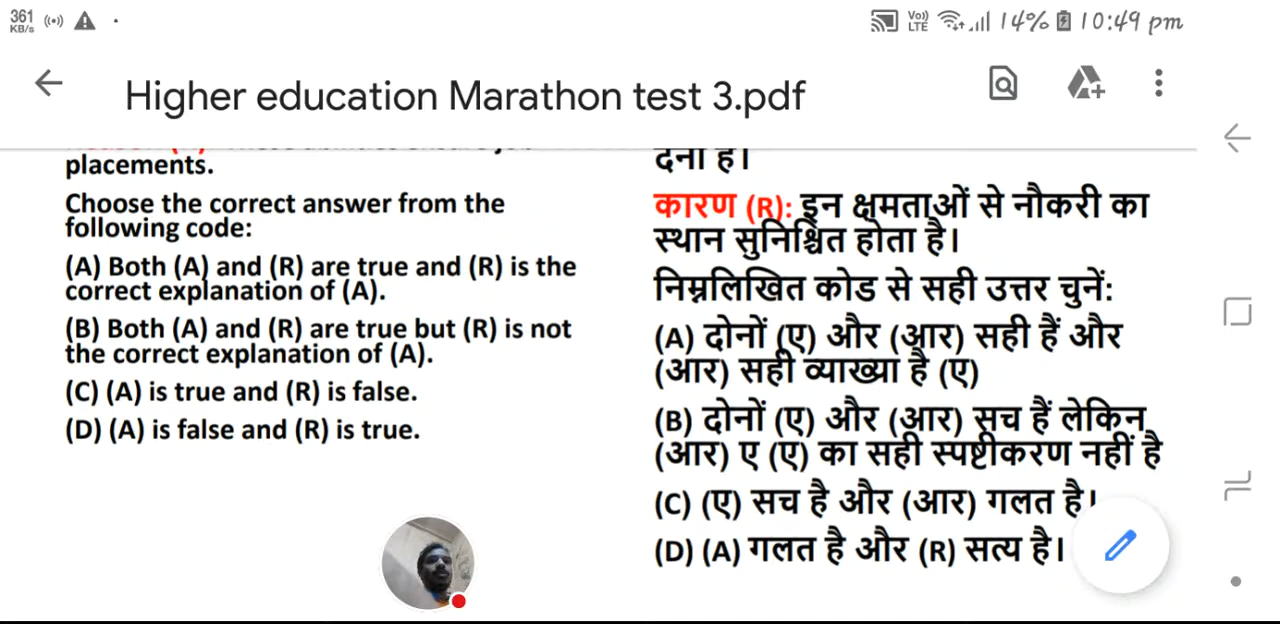 361
KB/s
Vo))
LTE
14%
10:49 pm
Higher education Marathon test 3.pdf
placements.
Choose the correct answer from the
following code:
(A) Both (A) and (R) are true and (R) is the
correct explanation of (A).
(B) Both (A) and (R) are true but (R) is not
the correct explanation of (A).
(C) (A) is true and (R) is false.
(D) (A) is false and (R) is true.
देना है।
कारण (R): इन क्षमताओं से नौकरी का
स्थान सुनिश्चित होता है।
निम्नलिखित कोड से सही उत्तर चुनें:
(A) दोनों (ए) और (आर) सही हैं और
(आर) सही व्याख्या है (ए)
(B) दोनों (ए) और (आर) सच हैं लेकिन
(आर) ए (ए) का सही स्पष्टीकरण नहीं है
(C) (ए) सच है और (आर) गलत है।
(D) (A) गलत है और (R) सत्य है।